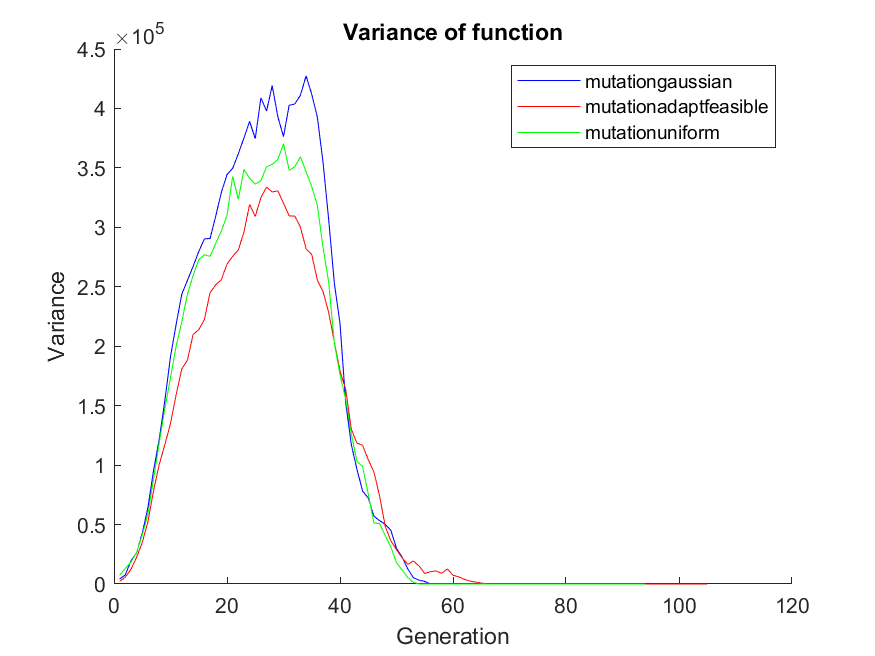 Variance of function
×10^5
4.5
4
3.5
3
2.5
2
1.5
1
0.5
0
Variance
mutationgaussian
mutationadaptfeasible
mutationuniform
0 20 40 60 80 100 120
Generation